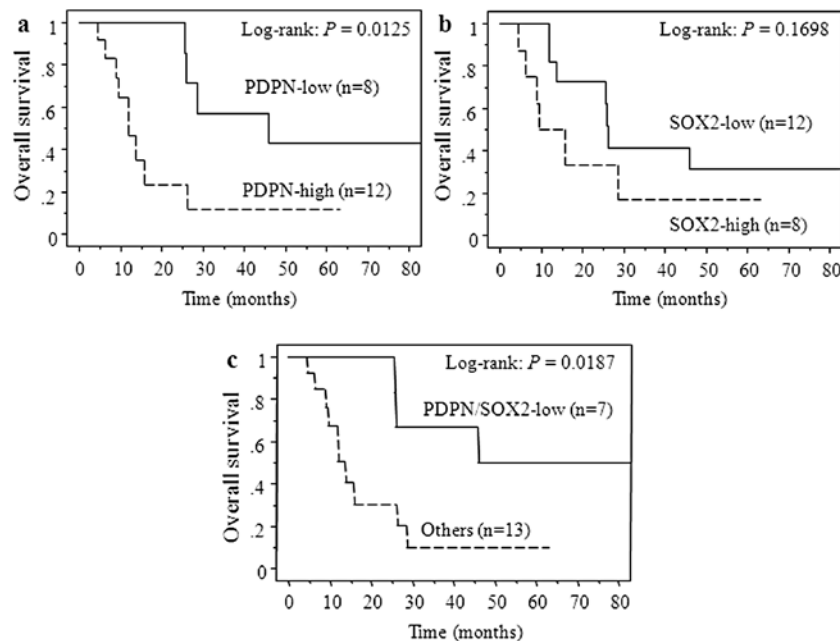 a
Log-rank: P = 0.0125
PDPN-low (n=8)
PDPN-high (n=12)
Overall survival
1
.8
.6
.4
.2
0
0 10 20 30 40 50 60 70 80
Time (months)
b
Log-rank: P = 0.1698
SOX2-low (n=12)
SOX2-high (n=8)
Overall survival
1
.8
.6
.4
.2
0
0 10 20 30 40 50 60 70 80
Time (months)
c
Log-rank: P = 0.0187
PDPN/SOX2-low (n=7)
Others (n=13)
Overall survival
1
.8
.6
.4
.2
0
0 10 20 30 40 50 60 70 80
Time (months)